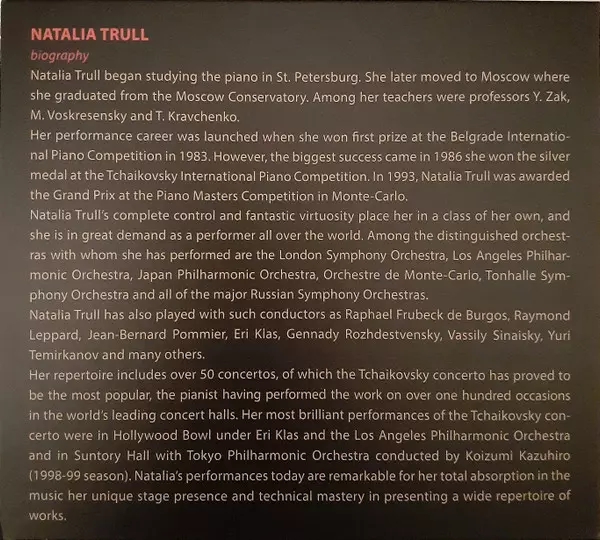 NATALIA TRULL
biography
Natalia Trull began studying the piano in St. Petersburg. She later moved to Moscow where
she graduated from the Moscow Conservatory. Among her teachers were professors Y. Zak,
M. Voskresensky and T. Kravchenko.
Her performance career was launched when she won first prize at the Belgrade Internatio-
nal Piano Competition in 1983. However, the biggest success came in 1986 she won the silver
medal at the Tchaikovsky International Piano Competition. In 1993, Natalia Trull was awarded
the Grand Prix at the Piano Masters Competition in Monte-Carlo.
Natalia Trull's complete control and fantastic virtuosity place her in a class of her own, and
she is in great demand as a performer all over the world. Among the distinguished orchest-
ras with whom she has performed are the London Symphony Orchestra, Los Angeles Philhar-
monic Orchestra, Japan Philharmonic Orchestra, Orchestre de Monte-Carlo, Tonhalle Sym-
phony Orchestra and all of the major Russian Symphony Orchestras.
Natalia Trull has also played with such conductors as Raphael Frubeck de Burgos, Raymond
Leppard, Jean-Bernard Pommier, Eri Klas, Gennady Rozhdestvensky, Vassily Sinaisky, Yuri
Temirkanov and many others.
Her repertoire includes over 50 concertos, of which the Tchaikovsky concerto has proved to
be the most popular, the pianist having performed the work on over one hundred occasions
in the world's leading concert halls. Her most brilliant performances of the Tchaikovsky con-
certo were in Hollywood Bowl under Eri Klas and the Los Angeles Philharmonic Orchestra
and in Suntory Hall with Tokyo Philharmonic Orchestra conducted by Koizumi Kazuhiro
(1998-99 season). Natalia's performances today are remarkable for her total absorption in the
music her unique stage presence and technical mastery in presenting a wide repertoire of
works.